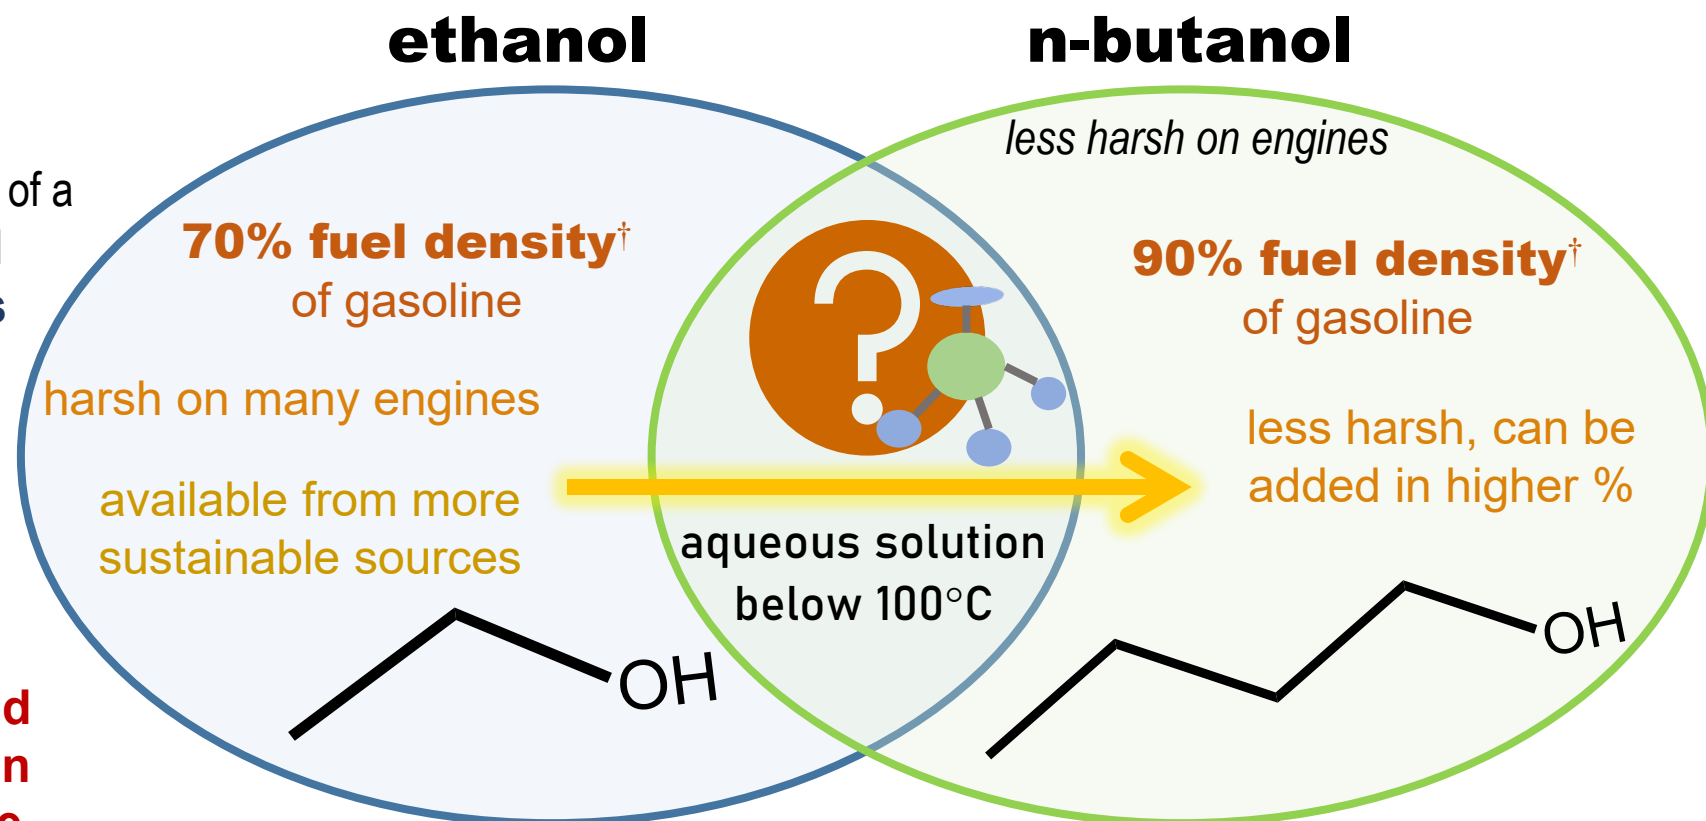 ethanol
n-butanol
less harsh on engines
of a
70% fuel density†
of gasoline
90% fuel density†
of gasoline
harsh on many engines
less harsh, can be
added in higher %
available from more
sustainable sources
aqueous solution
below 100°C
OH
OH
d
n